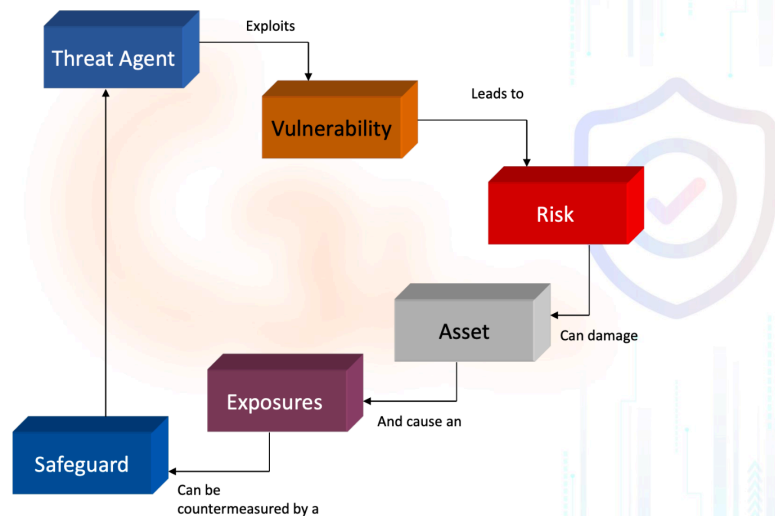 Threat Agent
Exploits
Vulnerability
Leads to
Risk
Can damage
Asset
And cause an
Exposures
Can be
countermeasured by a
Safeguard